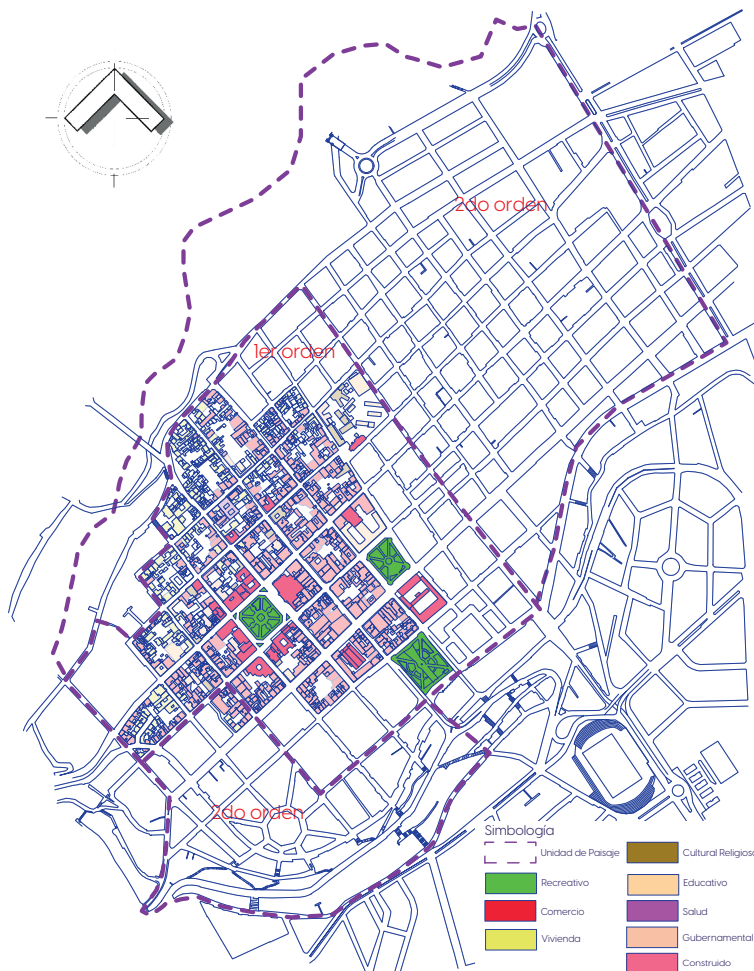 2do orden
1er orden
2do orden
Simbología
Unidad de Paisaje
Cultural Religioso
Recreativo
Educativo
Comercio
Salud
Vivienda
Gubernamental
Construido